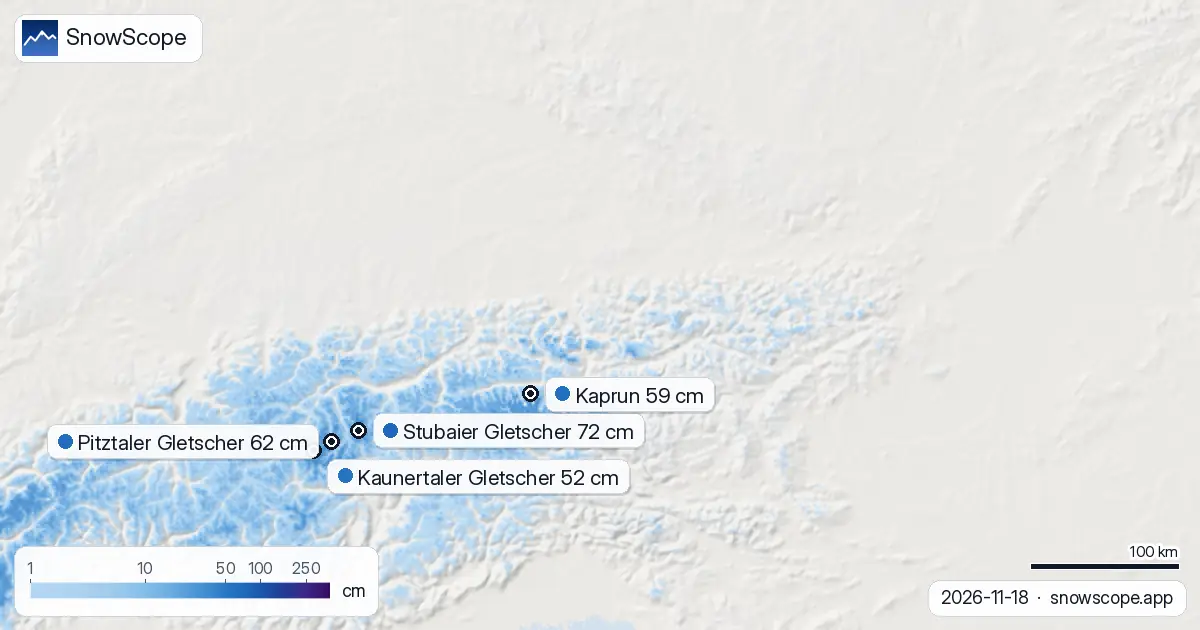 SnowScope
Kaprun 59 cm
Stubaier Gletscher 72 cm
Pitztaler Gletscher 62 cm
Kaunertaler Gletscher 52 cm
1 10 50 100 250 cm
100 km
2026-11-18 · snowscope.app